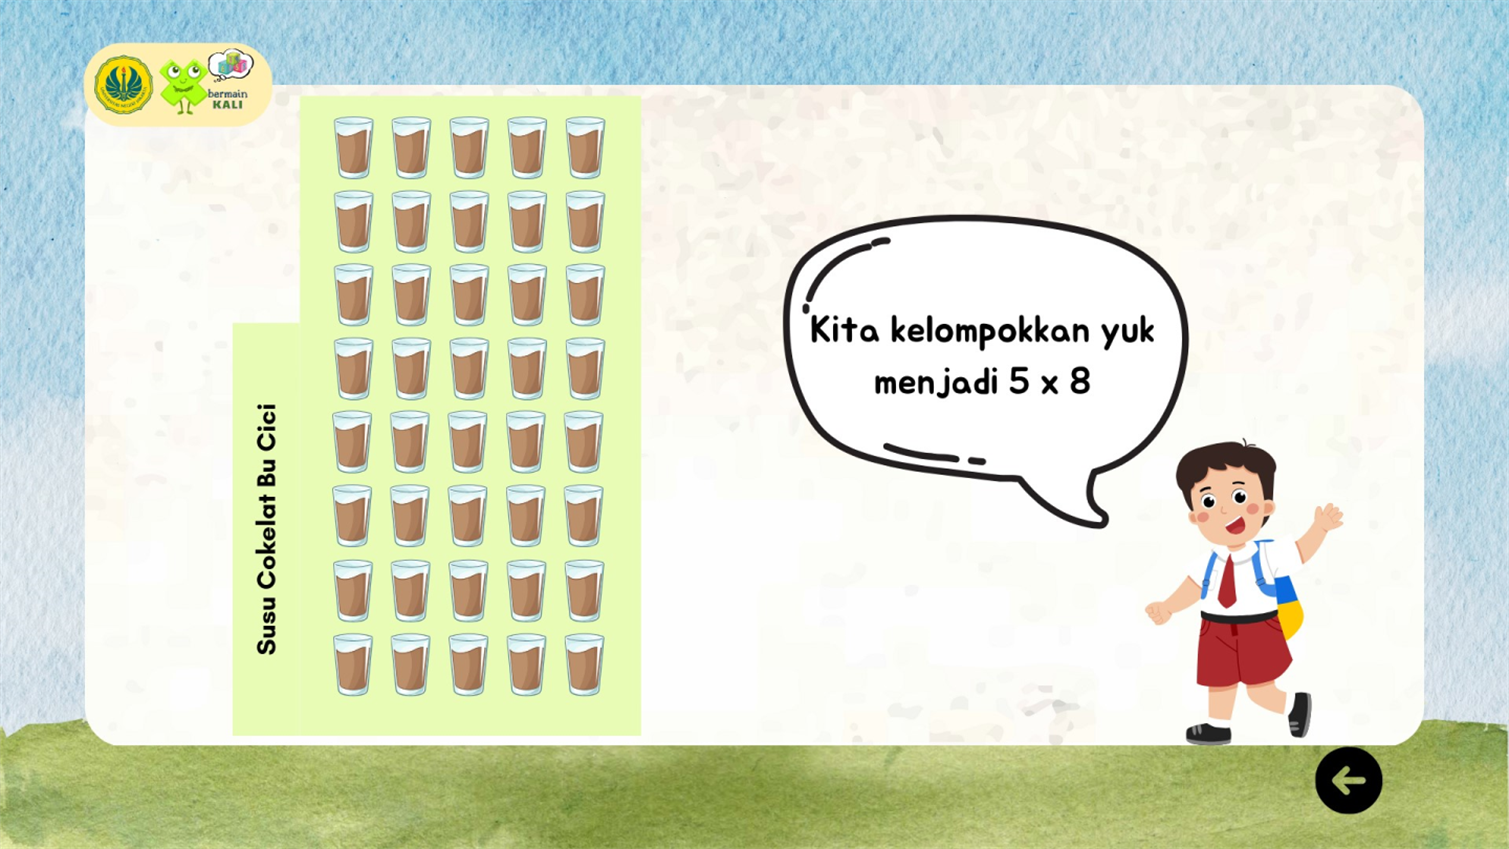 bermain
KALI
Susu Cokelat Bu Cici
Kita kelompokkan yuk
menjadi 5 x 8